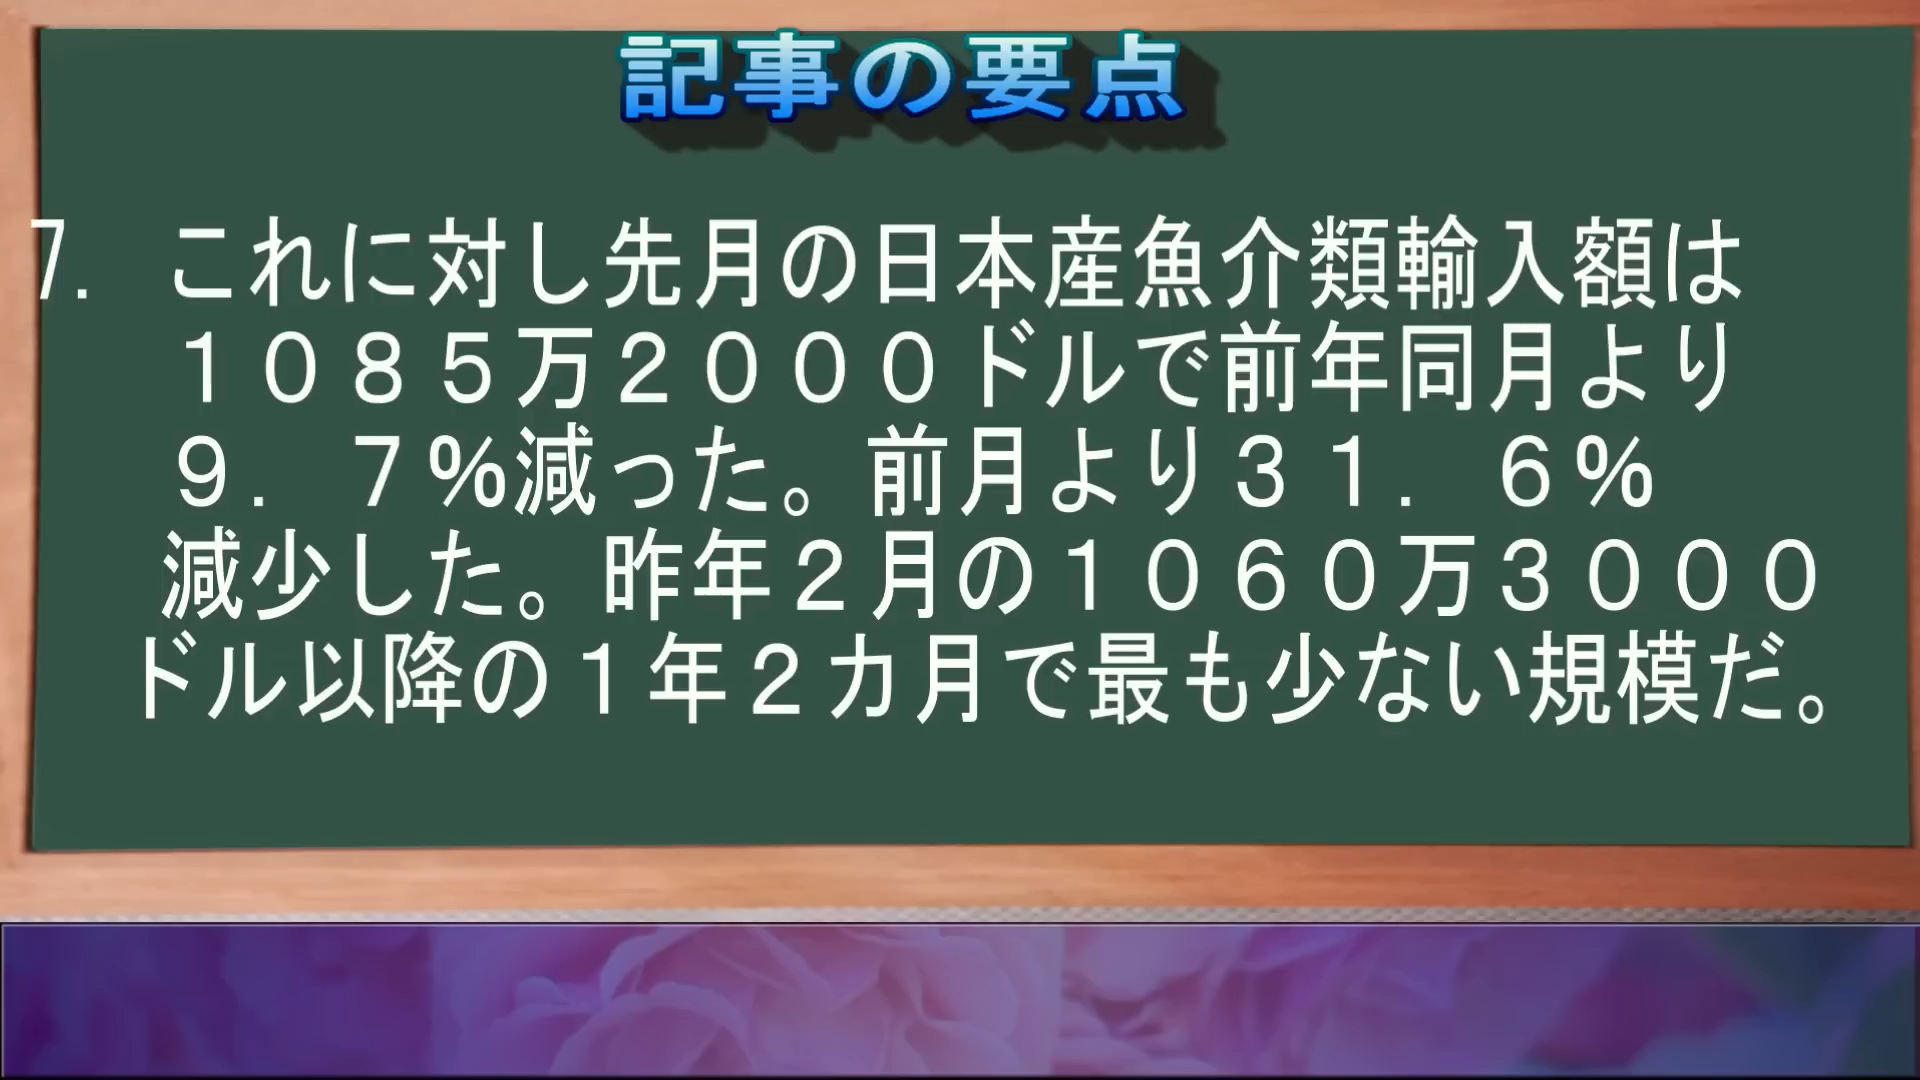 記事の要点
7. これに対し先月の日本産魚介類輸入額は
１０８５万２０００ドルで前年同月より
９．７％減った。前月より３１．６％
減少した。昨年２月の１０６０万３０００
ドル以降の１年２カ月で最も少ない規模だ。